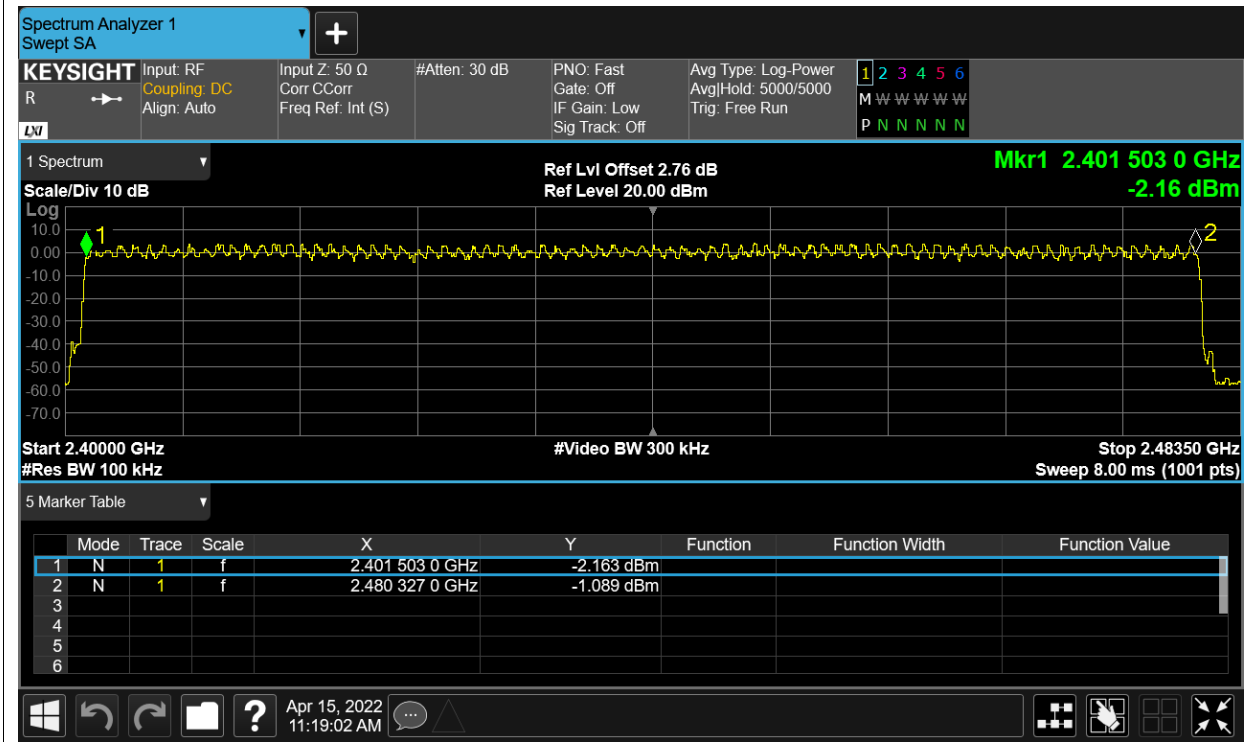 Spectrum Analyzer 1
Swept SA
KEYSIGHT
R
LXI
Input: RF
Coupling: DC
Align: Auto
Input Z: 50 Ω
Corr CCorr
Freq Ref: Int (S)
#Atten: 30 dB
PNO: Fast
Gate: Off
IF Gain: Low
Sig Track: Off
Avg Type: Log-Power
Avg|Hold: 5000/5000
Trig: Free Run
1 2 3 4 5 6
M W W W W W
P N N N N N
1 Spectrum
Scale/Div 10 dB
Ref Lvl Offset 2.76 dB
Ref Level 20.00 dBm
Mkr1 2.401 503 0 GHz
-2.16 dBm
Log
10.0
0.00
-10.0
-20.0
-30.0
-40.0
-50.0
-60.0
-70.0
1
2
Start 2.40000 GHz
#Res BW 100 kHz
#Video BW 300 kHz
Stop 2.48350 GHz
Sweep 8.00 ms (1001 pts)
5 Marker Table
Mode Trace Scale X Y Function Function Width Function Value
1 N 1 f 2.401 503 0 GHz -2.163 dBm
2 N 1 f 2.480 327 0 GHz -1.089 dBm
3
4
5
6
?
Apr 15, 2022
11:19:02 AM